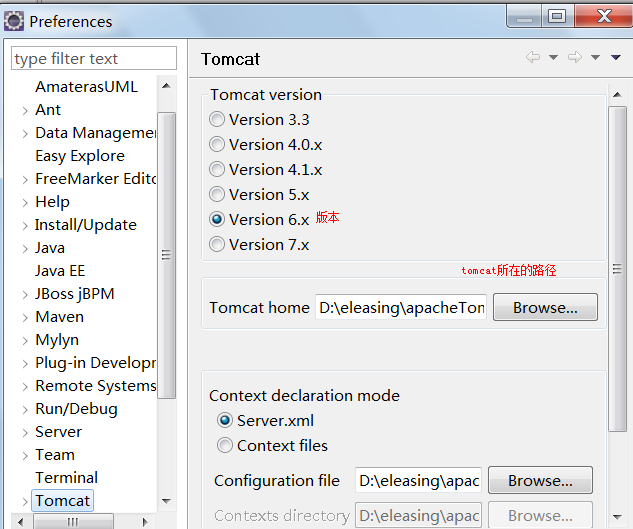 Preferences
type filter text
AmaterasUML
Ant
Data Manageme
Easy Explore
FreeMarker Edito
Help
Install/Update
Java
Java EE
JBoss jBPM
Maven
Mylyn
Plug-in Developr
Remote Systems
Run/Debug
Server
Team
Terminal
Tomcat
Tomcat
Tomcat version
Version 3.3
Version 4.0.x
Version 4.1.x
Version 5.x
Version 6.x 版本
Version 7.x
tomcat所在的路径
Tomcat home D:\eleasing\apacheTon Browse...
Context declaration mode
Server.xml
Context files
Configuration file D:\eleasing\apac Browse...
Contexts directory D:\eleasing\apac Browse...